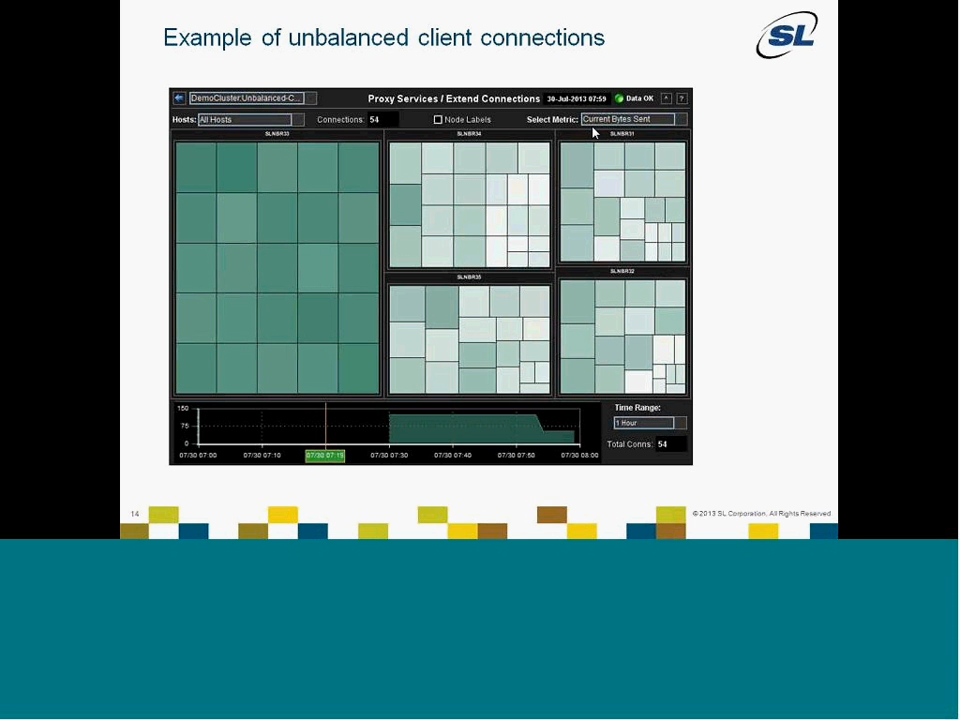 Example of unbalanced client connections
SL
DemoCluster:Unbalanced-C...
Proxy Services / Extend Connections
30-Jul-2013 07:59
Data OK
^
?
Hosts:
All Hosts
Connections: 54
Node Labels
Select Metric:
Current Bytes Sent
SLNBR33
SLNBR34
SLNBR31
SLNBR35
SLNBR32
150
75
0
07/30 07:00
07/30 07:10
07/30 07:19
07/30 07:30
07/30 07:40
07/30 07:50
07/30 08:00
Time Range:
1 Hour
Total Conns: 54
14
© 2013 SL Corporation. All Rights Reserved